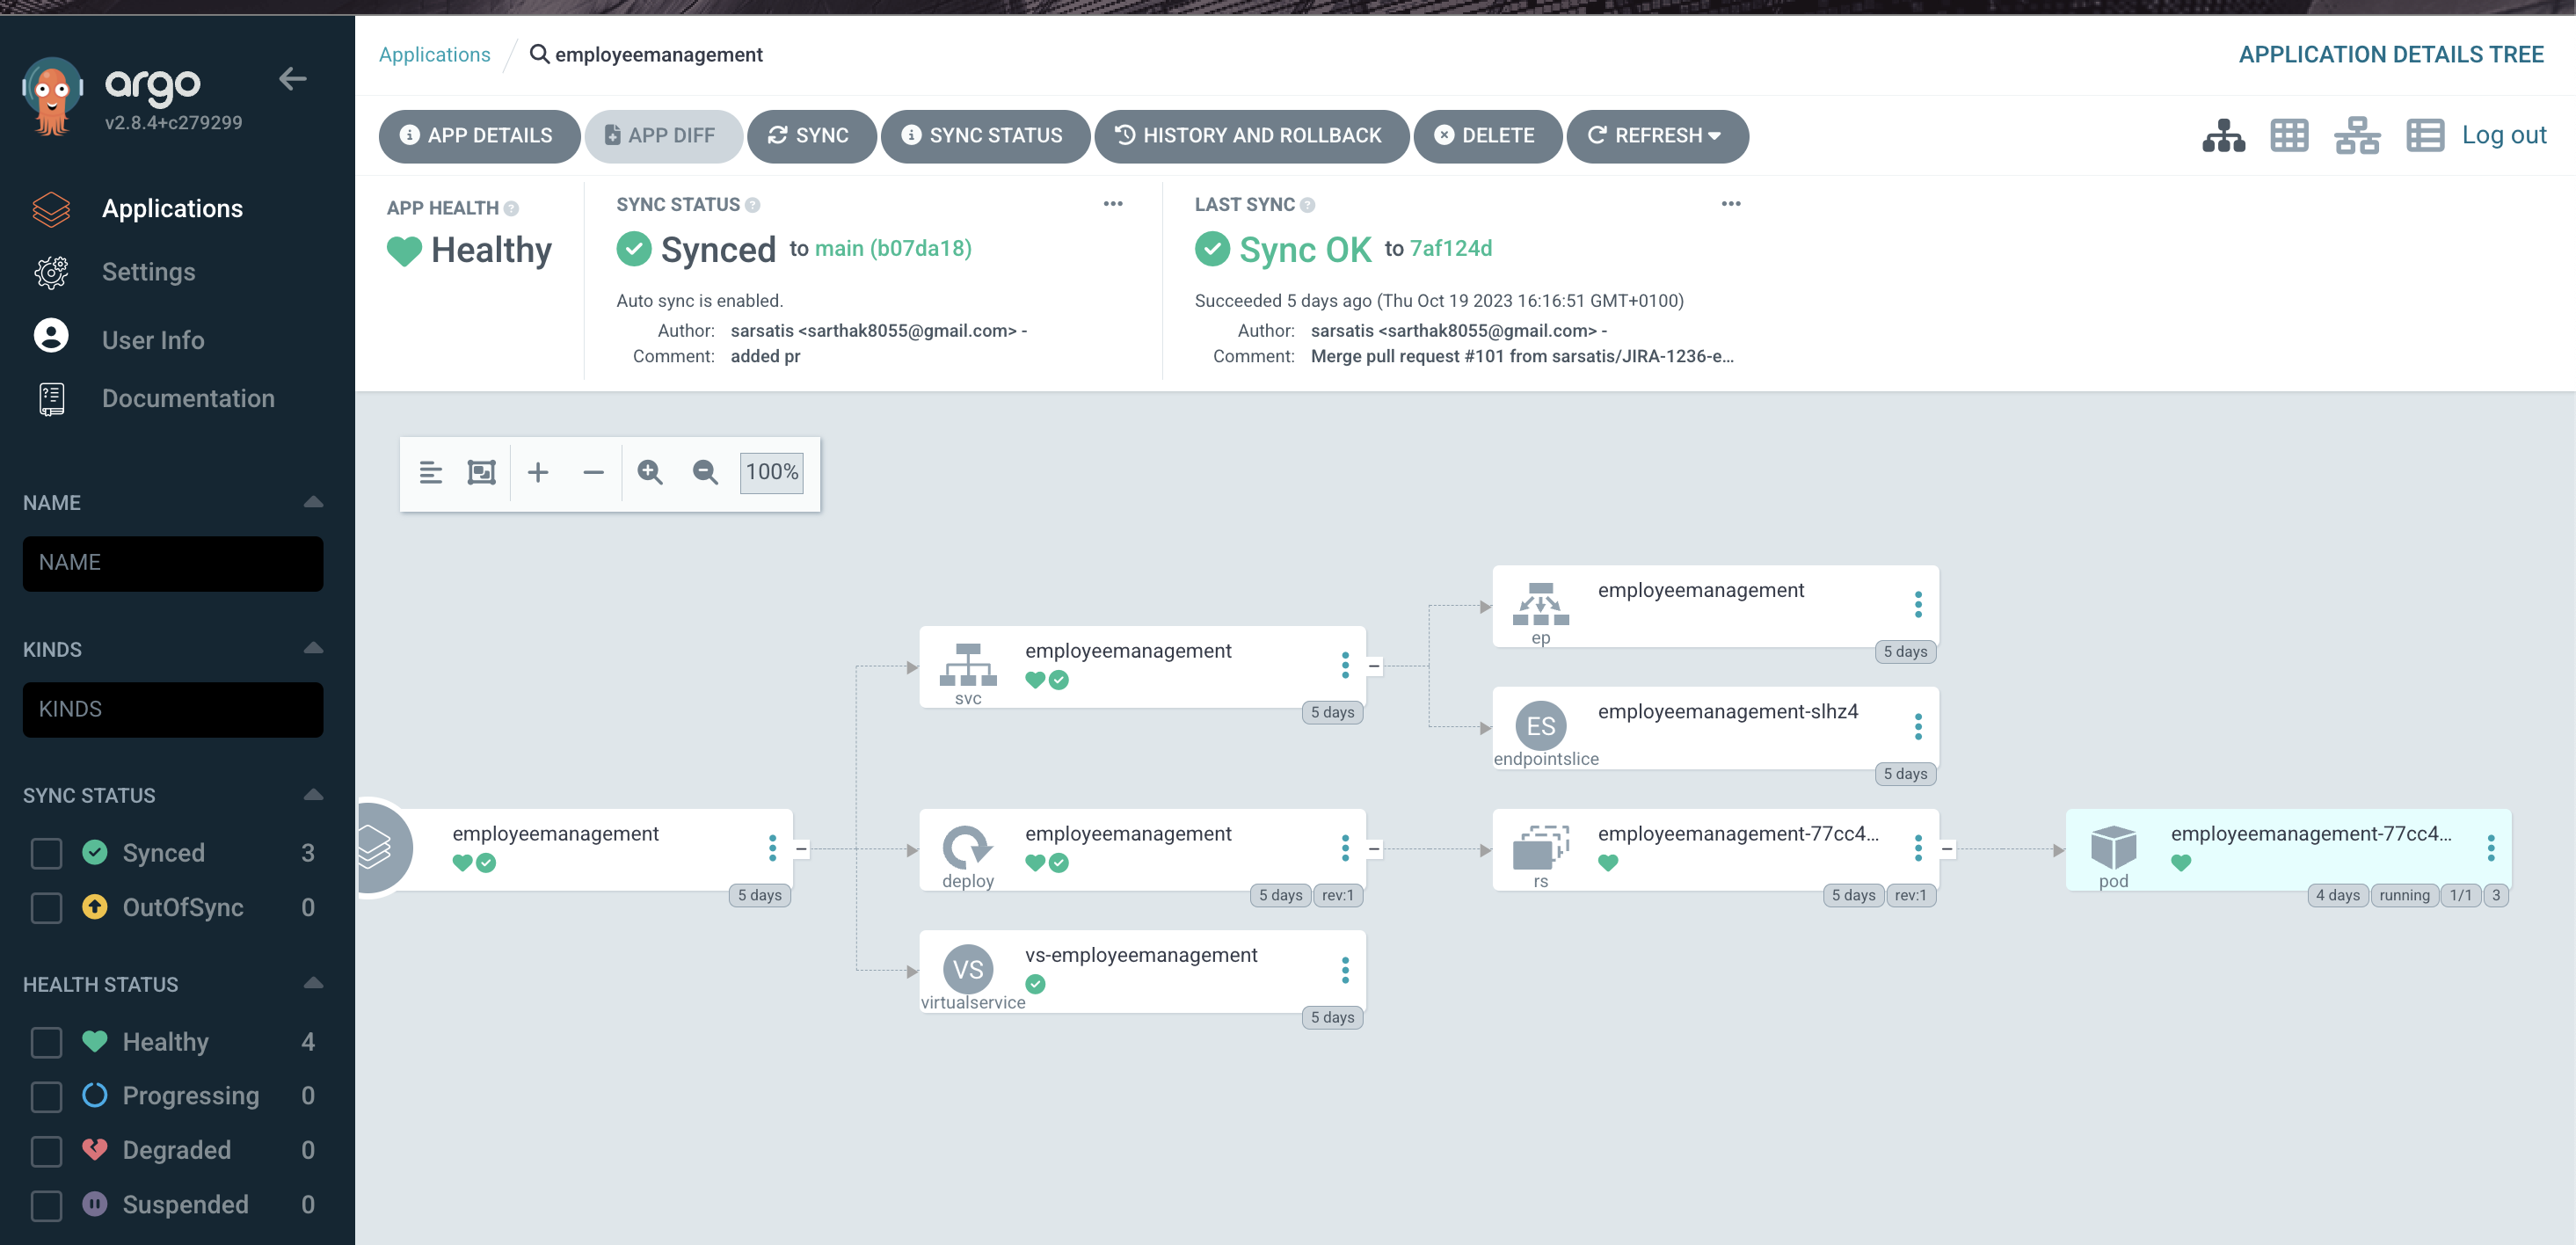 argo
v2.8.4+c279299
Applications
Settings
User Info
Documentation
NAME
NAME
KINDS
KINDS
SYNC STATUS
Synced 3
OutOfSync 0
HEALTH STATUS
Healthy 4
Progressing 0
Degraded 0
Suspended 0
Applications / employeemanagement
APPLICATION DETAILS TREE
APP DETAILS APP DIFF SYNC SYNC STATUS HISTORY AND ROLLBACK DELETE REFRESH
Log out
APP HEALTH
Healthy
SYNC STATUS
Synced to main (b07da18)
Auto sync is enabled.
Author: sarsatis <sarthak8055@gmail.com> -
Comment: added pr
LAST SYNC
Sync OK to 7af124d
Succeeded 5 days ago (Thu Oct 19 2023 16:16:51 GMT+0100)
Author: sarsatis <sarthak8055@gmail.com> -
Comment: Merge pull request #101 from sarsatis/JIRA-1236-e...
100%
employeemanagement
5 days
employeemanagement
svc
5 days
employeemanagement
deploy
5 days rev:1
VS
vs-employeemanagement
virtualservice
5 days
employeemanagement
ep
5 days
ES
employeemanagement-slhz4
endpointslice
5 days
employeemanagement-77cc4...
rs
5 days rev:1
employeemanagement-77cc4...
pod
4 days running 1/1 3